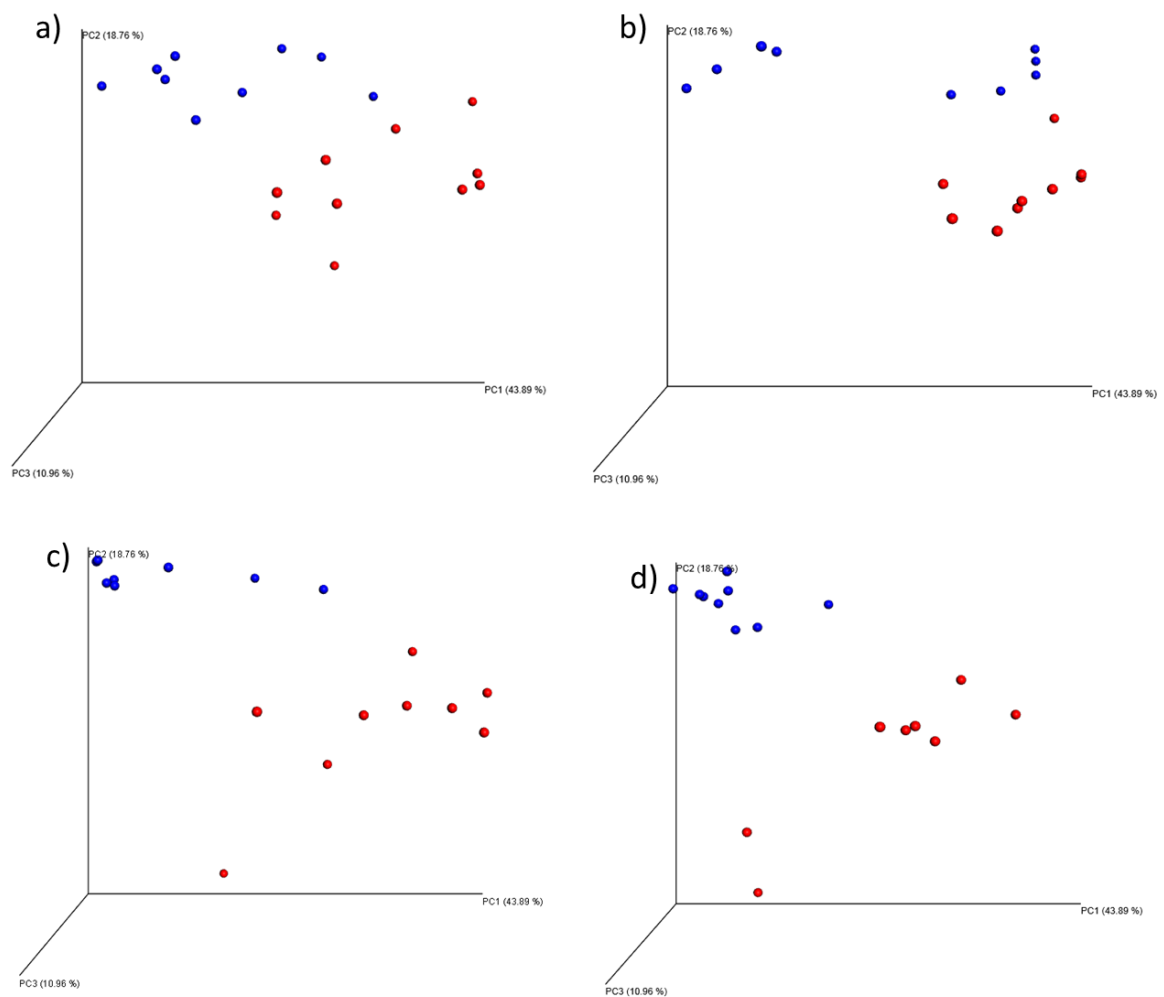 a)
PC2 (18.76 %)
PC1 (43.89 %)
PC3 (10.96 %)
b)
PC2 (18.76 %)
PC1 (43.89 %)
PC3 (10.96 %)
c)
PC2 (18.76 %)
PC1 (43.89 %)
PC3 (10.96 %)
d)
PC2 (18.76 %)
PC1 (43.89 %)
PC3 (10.96 %)